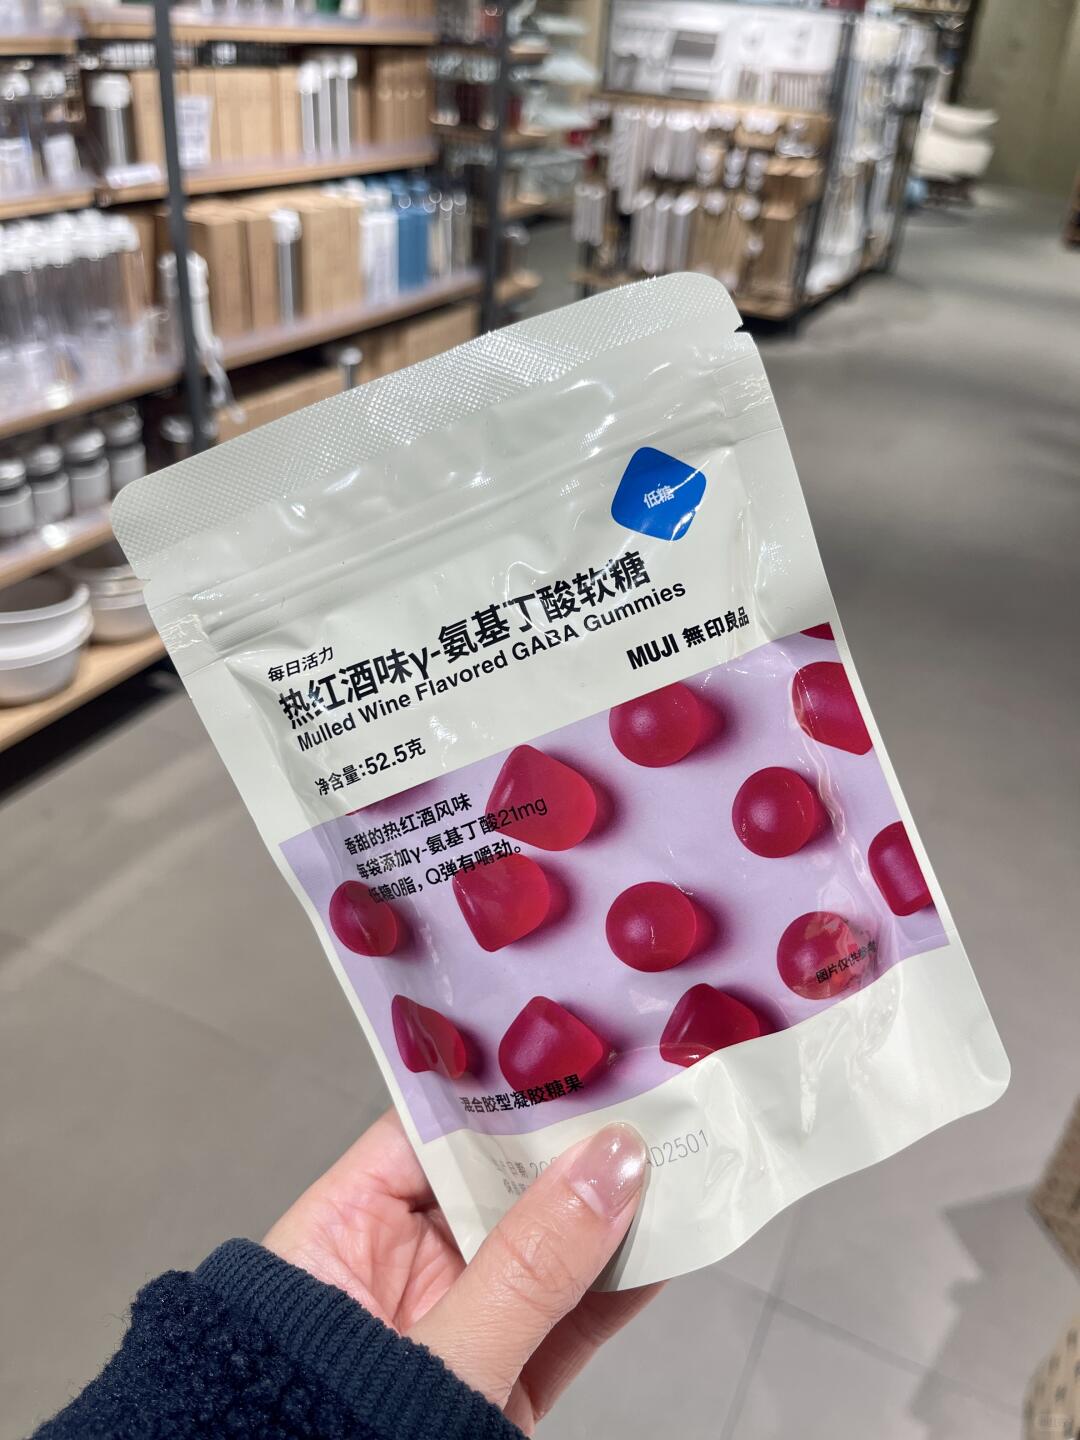 低糖
每日活力
热红酒味γ-氨基丁酸软糖
Mulled Wine Flavored GABA Gummies
MUJI 無印良品
净含量:52.5克
香甜的热红酒风味
每袋添加γ-氨基丁酸21mg
低糖0脂，Q弹有嚼劲。
图片仅供参考
混合胶型凝胶糖果
日期 20
AD2501